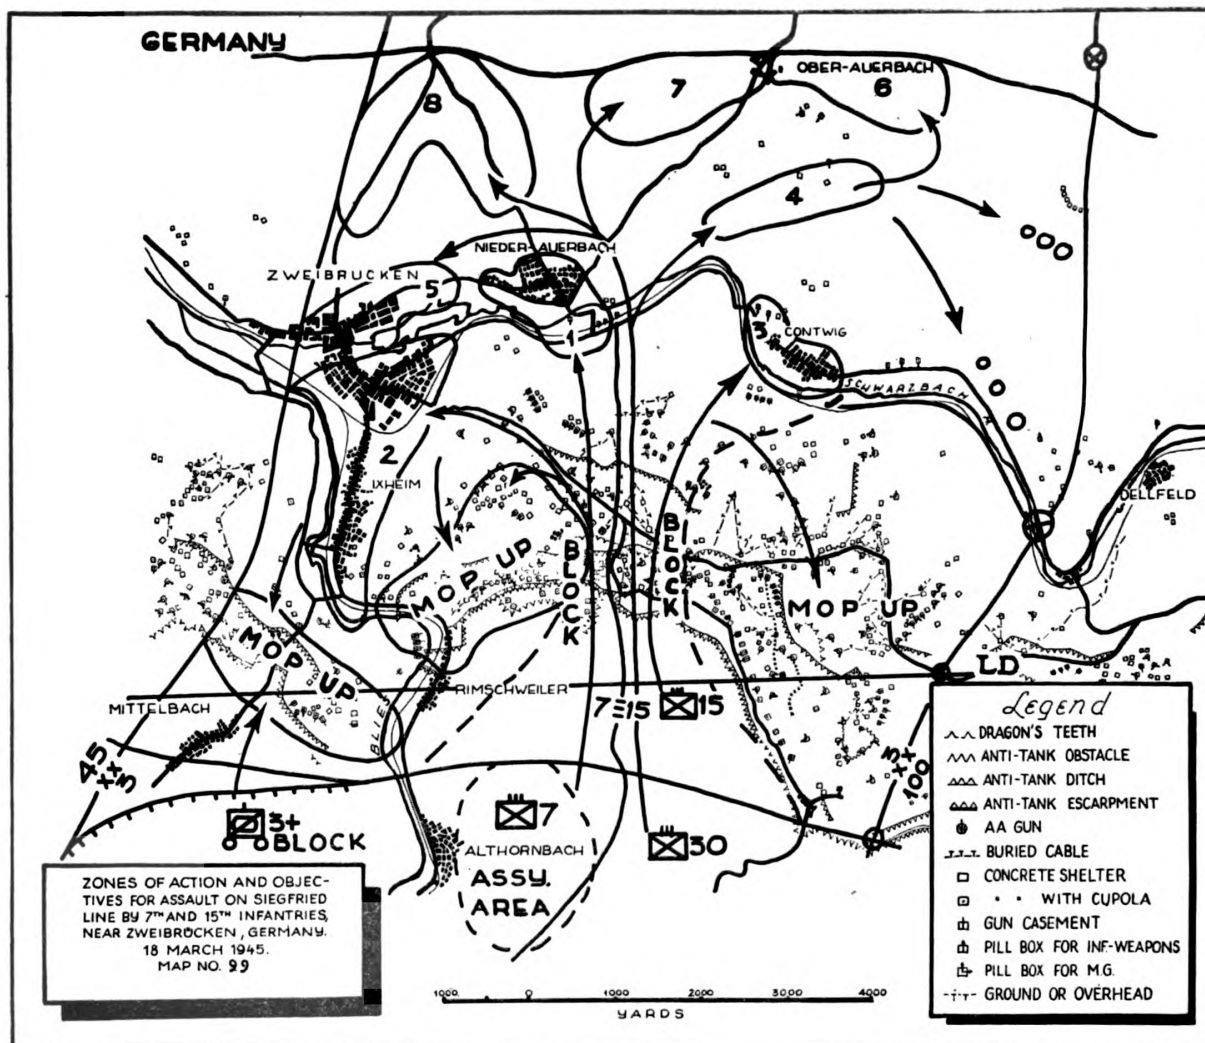 GERMANY
OBER-AUERBACH
8
7
6
4
NIEDER-AUERBACH
ZWEIBRUCKEN
5
1
3
CONTWIG
SCHWARZBACH R
2
IXHEIM
DELLFELD
BLOCK
BLOCK
MOP UP
MOP UP
MOP UP
LD
RIMSCHWEILER
MITTELBACH
BLIES
7 15
15
45
XX
3
3
XX
100
3+
BLOCK
7
30
ALTHORNBACH
ASSY.
AREA
LEGEND
DRAGON'S TEETH
ANTI-TANK OBSTACLE
ANTI-TANK DITCH
ANTI-TANK ESCARPMENT
AA GUN
BURIED CABLE
CONCRETE SHELTER
" " WITH CUPOLA
GUN CASEMENT
PILL BOX FOR INF-WEAPONS
PILL BOX FOR M.G.
GROUND OR OVERHEAD
ZONES OF ACTION AND OBJEC-
TIVES FOR ASSAULT ON SIEGFRIED
LINE BY 7TH AND 15TH INFANTRIES,
NEAR ZWEIBRÜCKEN, GERMANY.
18 MARCH 1945.
MAP NO. 29
1000 0 1000 2000 3000 4000
YARDS